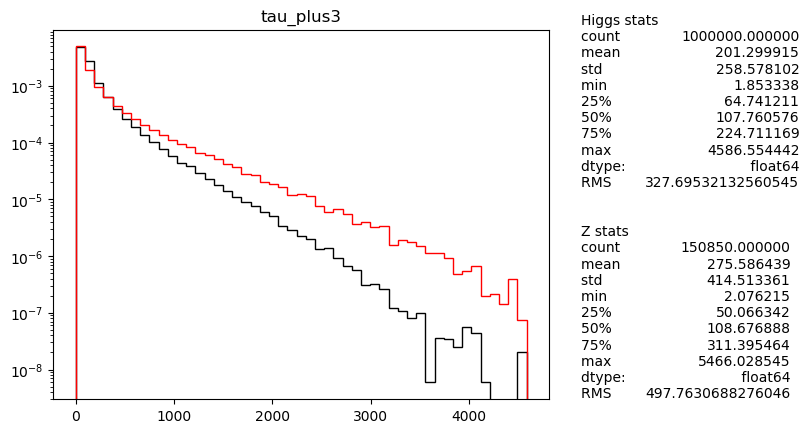 tau_plus3
10⁻³
10⁻⁴
10⁻⁵
10⁻⁶
10⁻⁷
10⁻⁸
0 1000 2000 3000 4000
Higgs stats
count 1000000.000000
mean 201.299915
std 258.578102
min 1.853338
25% 64.741211
50% 107.760576
75% 224.711169
max 4586.554442
dtype: float64
RMS 327.69532132560545
Z stats
count 150850.000000
mean 275.586439
std 414.513361
min 2.076215
25% 50.066342
50% 108.676888
75% 311.395464
max 5466.028545
dtype: float64
RMS 497.7630688276046